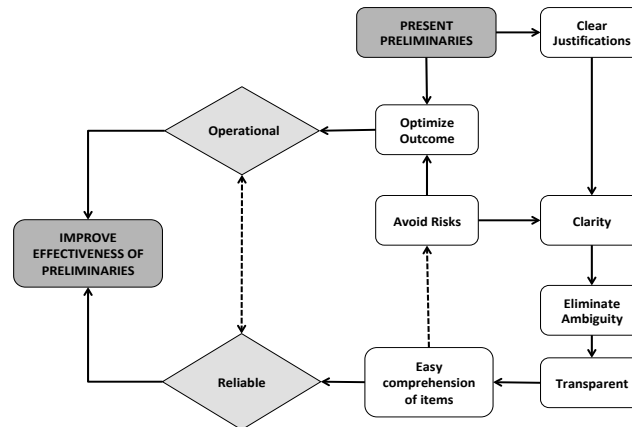 PRESENT
PRELIMINARIES
Clear
Justifications
Operational
Optimize
Outcome
IMPROVE
EFFECTIVENESS OF
PRELIMINARIES
Avoid Risks
Clarity
Eliminate
Ambiguity
Reliable
Easy
comprehension
of items
Transparent